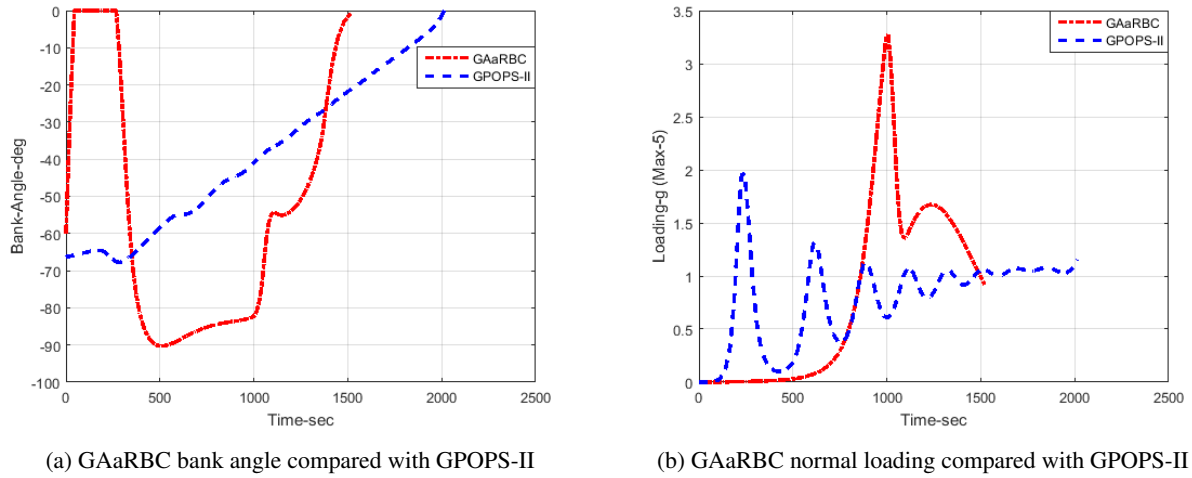 0
-10
-20
-30
-40
-50
-60
-70
-80
-90
-100
Bank-Angle-deg
GAaRBC
GPOPS-II
0 500 1000 1500 2000 2500
Time-sec
(a) GAaRBC bank angle compared with GPOPS-II
3.5
3
2.5
2
1.5
1
0.5
0
Loading-g (Max-5)
GAaRBC
GPOPS-II
0 500 1000 1500 2000 2500
Time-sec
(b) GAaRBC normal loading compared with GPOPS-II